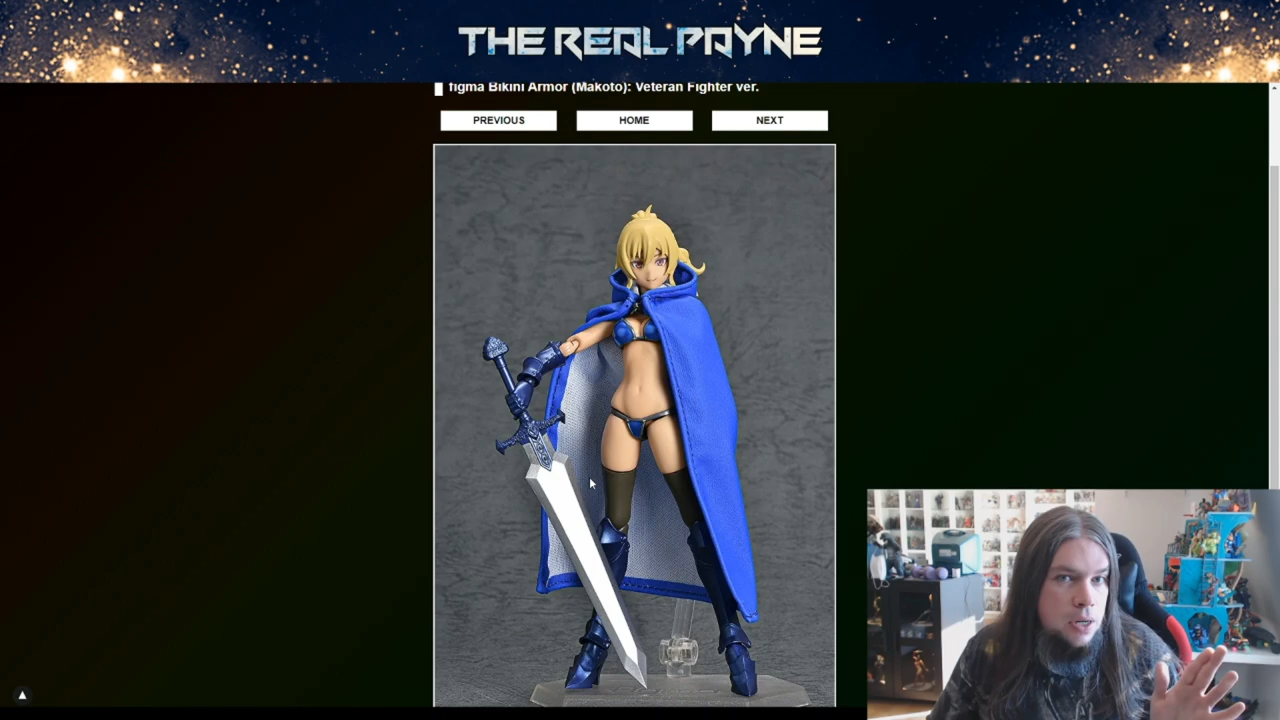 THE REAL PAYNE
figma Bikini Armor (Makoto): Veteran Fighter ver.
PREVIOUS HOME NEXT